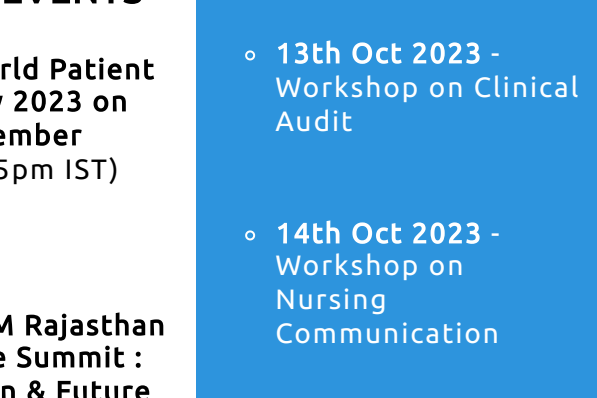 EVENTS
rld Patient
2023 on
ember
5pm IST)
M Rajasthan
e Summit :
n & Future
13th Oct 2023 -
Workshop on Clinical
Audit
14th Oct 2023 -
Workshop on
Nursing
Communication